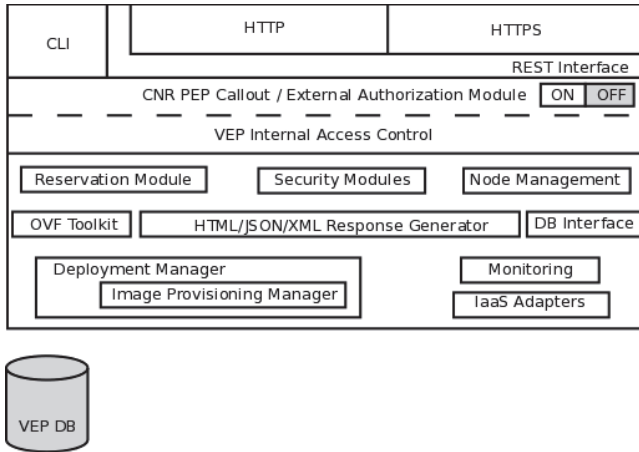 CLI
HTTP
HTTPS
REST Interface
CNR PEP Callout / External Authorization Module
ON
OFF
VEP Internal Access Control
Reservation Module
Security Modules
Node Management
OVF Toolkit
HTML/JSON/XML Response Generator
DB Interface
Deployment Manager
Monitoring
Image Provisioning Manager
IaaS Adapters
VEP DB